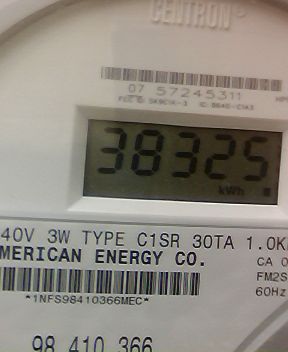 CENTRON®
07 57245311
38325
kWh
40V 3W TYPE C1SR 30TA 1.0K
MERICAN ENERGY CO.
CA 0
FM2S
60Hz
*1NFS98410366MEC*
98 410 366